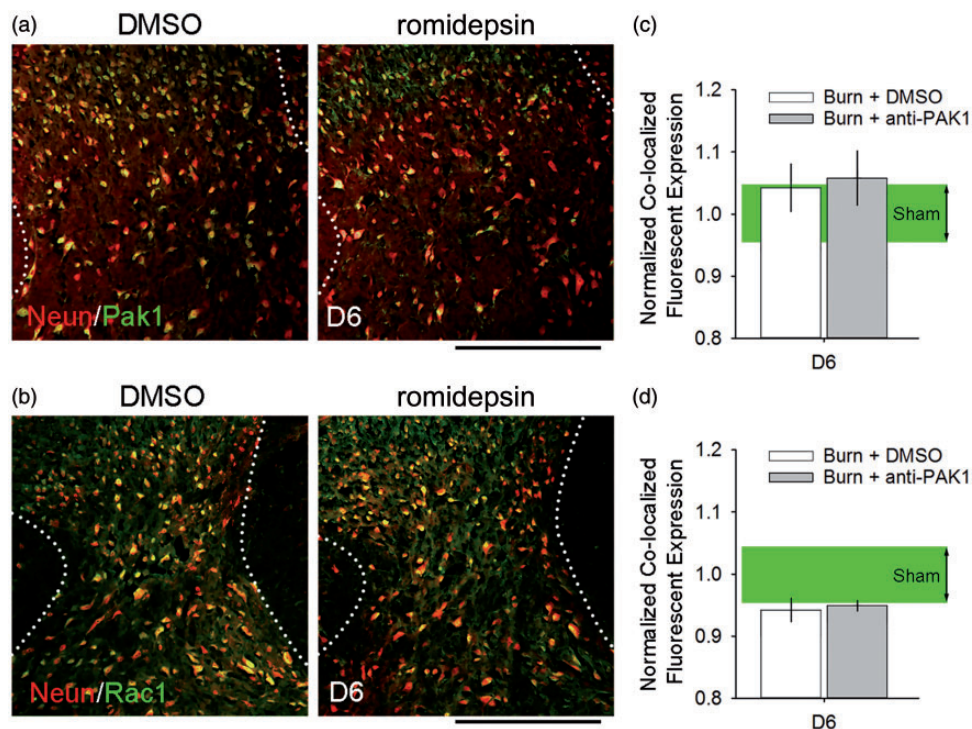 (a)
DMSO
romidepsin
Neun/Pak1
D6
(c)
Normalized Co-localized
Fluorescent Expression
1.2
1.1
1.0
0.9
0.8
Burn + DMSO
Burn + anti-PAK1
Sham
D6
(b)
DMSO
romidepsin
Neun/Rac1
D6
(d)
Normalized Co-localized
Fluorescent Expression
1.2
1.1
1.0
0.9
0.8
Burn + DMSO
Burn + anti-PAK1
Sham
D6